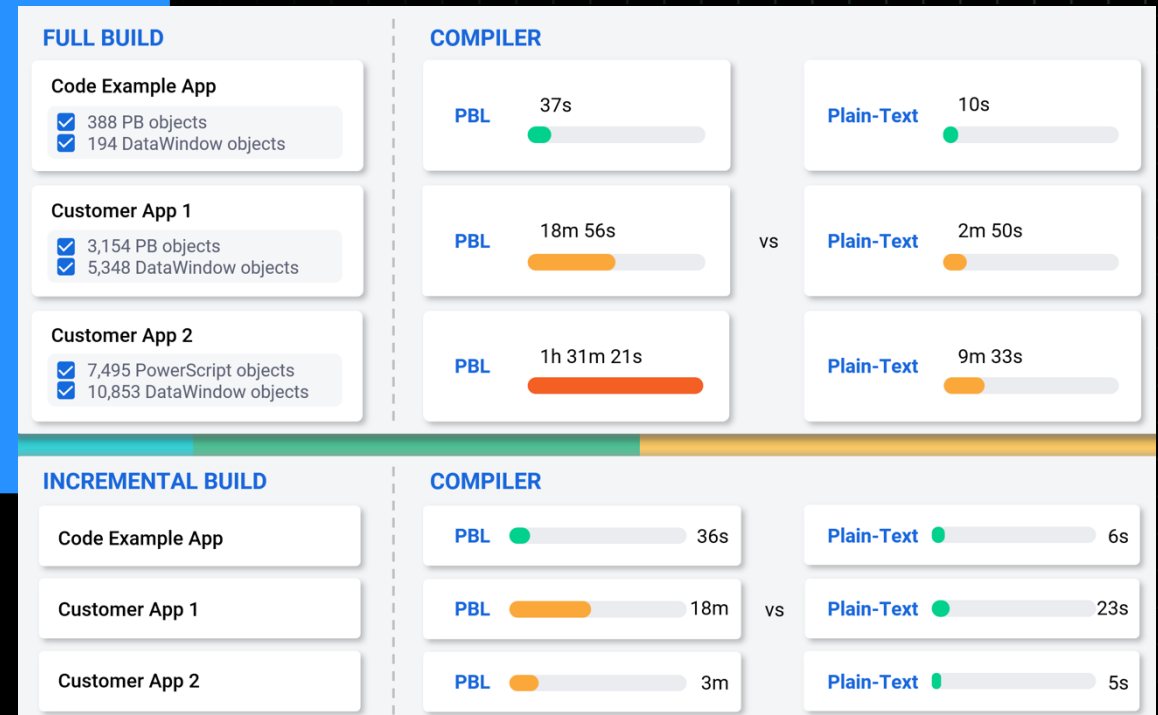 FULL BUILD
COMPILER
Code Example App
388 PB objects
194 DataWindow objects
PBL
37s
Plain-Text
10s
Customer App 1
3,154 PB objects
5,348 DataWindow objects
PBL
18m 56s
vs
Plain-Text
2m 50s
Customer App 2
7,495 PowerScript objects
10,853 DataWindow objects
PBL
1h 31m 21s
Plain-Text
9m 33s
INCREMENTAL BUILD
COMPILER
Code Example App
PBL
36s
Plain-Text
6s
Customer App 1
PBL
18m
vs
Plain-Text
23s
Customer App 2
PBL
3m
Plain-Text
5s